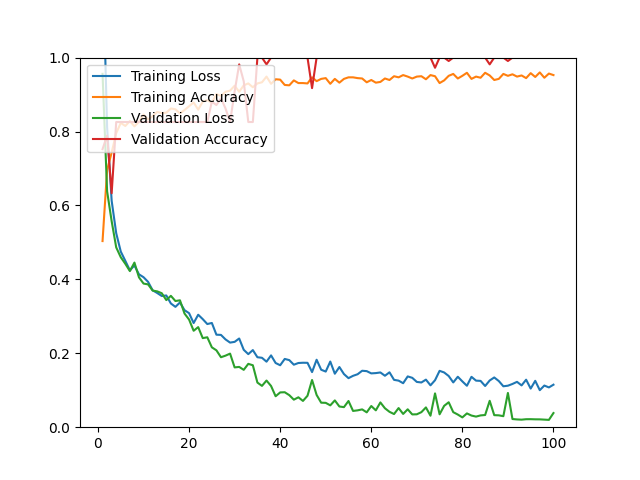 1.0
0.8
0.6
0.4
0.2
0.0
Training Loss
Training Accuracy
Validation Loss
Validation Accuracy
0 20 40 60 80 100